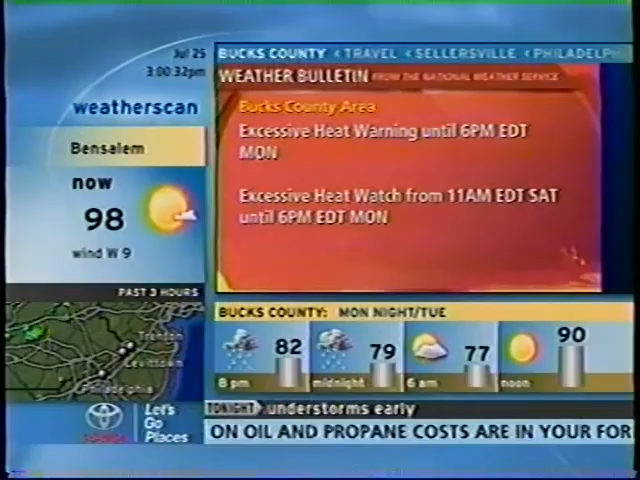 Jul 25
3:00:32pm
BUCKS COUNTY < TRAVEL < SELLERSVILLE < PHILADELPH
WEATHER BULLETIN FROM THE NATIONAL WEATHER SERVICE
weatherscan
Bensalem
now
98
wind W 9
Bucks County Area
Excessive Heat Warning until 6PM EDT
MON
Excessive Heat Watch from 11AM EDT SAT
until 6PM EDT MON
PAST 3 HOURS
Trenton
Levittown
Philadelphia
BUCKS COUNTY: MON NIGHT/TUE
82
79
77
90
8 pm
midnight
6 am
noon
Let's
Go
Places
TONIGHT
understorms early
ON OIL AND PROPANE COSTS ARE IN YOUR FOR